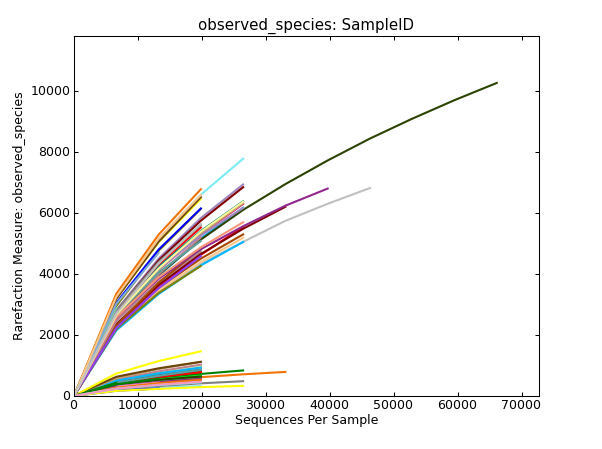 observed_species: SampleID
Rarefaction Measure: observed_species
10000
8000
6000
4000
2000
0
0 10000 20000 30000 40000 50000 60000 70000
Sequences Per Sample